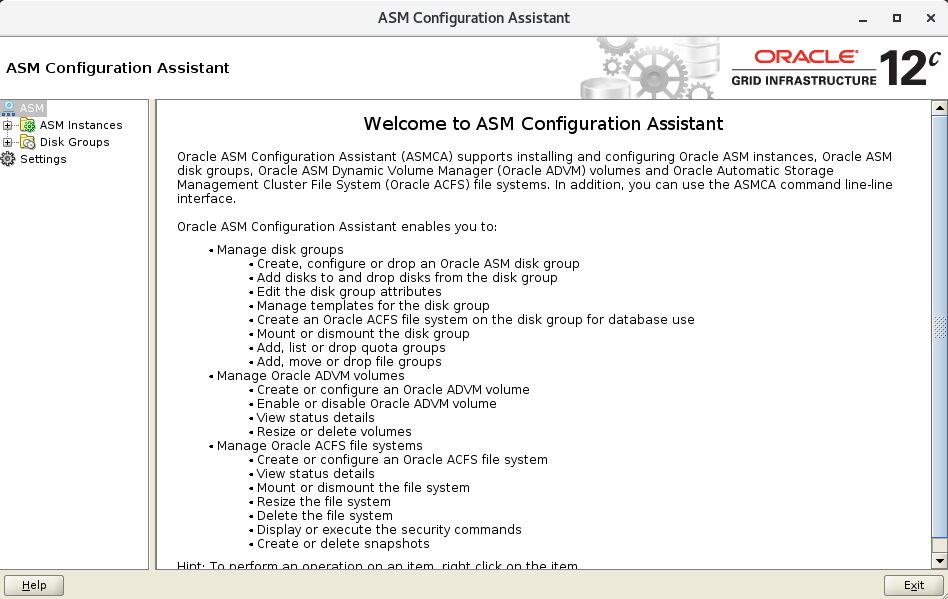 ASM Configuration Assistant
ASM Configuration Assistant
ORACLE®
GRID INFRASTRUCTURE
12c
ASM
ASM Instances
Disk Groups
Settings
Welcome to ASM Configuration Assistant
Oracle ASM Configuration Assistant (ASMCA) supports installing and configuring Oracle ASM instances, Oracle ASM
disk groups, Oracle ASM Dynamic Volume Manager (Oracle ADVM) volumes and Oracle Automatic Storage
Management Cluster File System (Oracle ACFS) file systems. In addition, you can use the ASMCA command line-line
interface.
Oracle ASM Configuration Assistant enables you to:
• Manage disk groups
• Create, configure or drop an Oracle ASM disk group
• Add disks to and drop disks from the disk group
• Edit the disk group attributes
• Manage templates for the disk group
• Create an Oracle ACFS file system on the disk group for database use
• Mount or dismount the disk group
• Add, list or drop quota groups
• Add, move or drop file groups
• Manage Oracle ADVM volumes
• Create or configure an Oracle ADVM volume
• Enable or disable Oracle ADVM volume
• View status details
• Resize or delete volumes
• Manage Oracle ACFS file systems
• Create or configure an Oracle ACFS file system
• View status details
• Mount or dismount the file system
• Resize the file system
• Delete the file system
• Display or execute the security commands
• Create or delete snapshots
Hint: To perform an operation on an item, right click on the item
Help
Exit